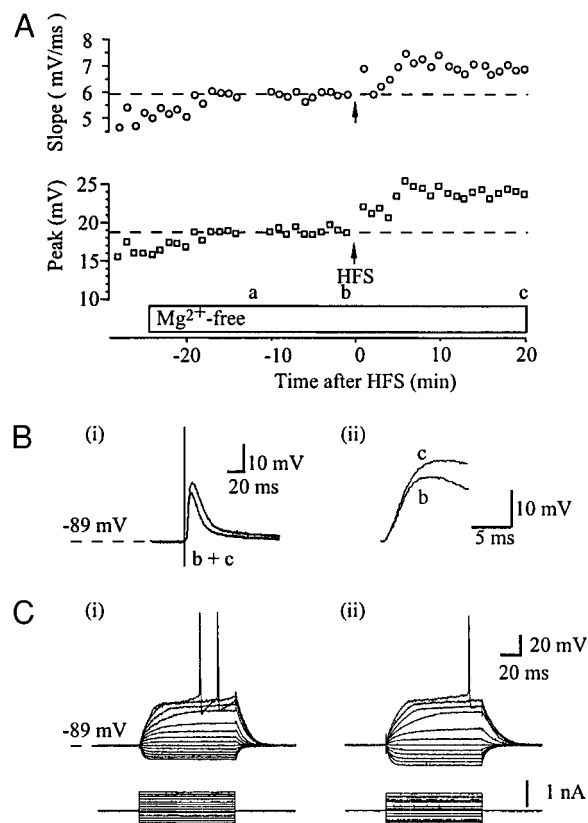 A
Slope ( mV/ms)
8
7
6
5
Peak (mV)
25
20
15
10
HFS
a b c
Mg2+-free
-20 -10 0 10 20
Time after HFS (min)
B
(i) (ii)
10 mV
20 ms
-89 mV
b + c
c
b
10 mV
5 ms
C
(i) (ii)
20 mV
20 ms
-89 mV
1 nA